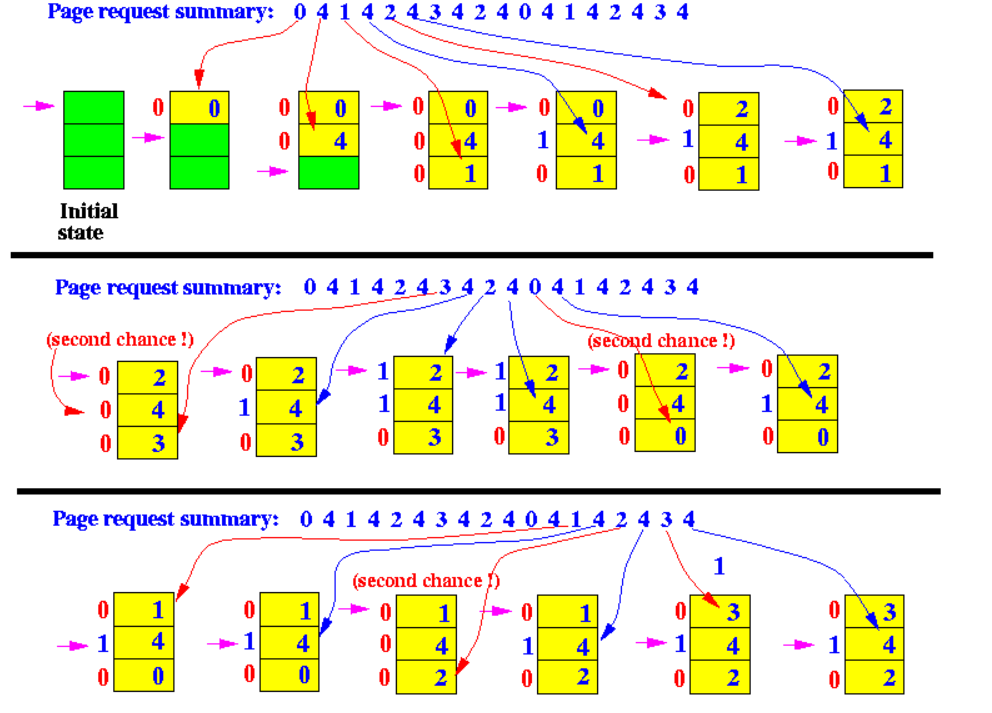 Page request summary: 0 4 1 4 2 4 3 4 2 4 0 4 1 4 2 4 3 4
0 0 0 0 0 0 0 0 0 2 0 2
0 4 0 4 1 4 1 4 1 4
0 1 0 1 0 1 0 1
Initial
state
Page request summary: 0 4 1 4 2 4 3 4 2 4 0 4 1 4 2 4 3 4
(second chance !) (second chance !)
0 2 0 2 1 2 1 2 0 2 0 2
0 4 1 4 1 4 1 4 0 4 1 4
0 3 0 3 0 3 0 3 0 0 0 0
Page request summary: 0 4 1 4 2 4 3 4 2 4 0 4 1 4 2 4 3 4
1
(second chance !)
0 1 0 1 0 1 0 1 0 3 0 3
1 4 1 4 0 4 1 4 1 4 1 4
0 0 0 0 0 2 0 2 0 2 0 2